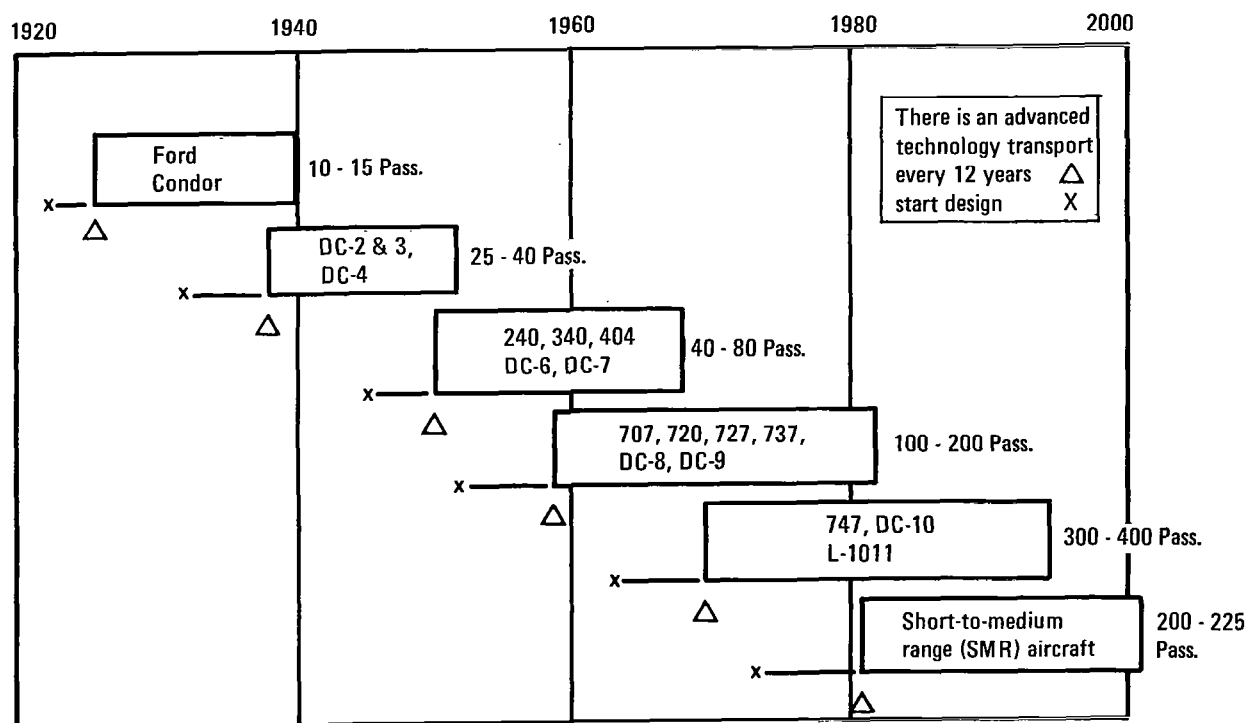 1920 1940 1960 1980 2000
There is an advanced
technology transport
every 12 years △
start design X
Ford
Condor
10 - 15 Pass.
x
DC-2 & 3,
DC-4
25 - 40 Pass.
x
240, 340, 404
DC-6, DC-7
40 - 80 Pass.
x
707, 720, 727, 737,
DC-8, DC-9
100 - 200 Pass.
x
747, DC-10
L-1011
300 - 400 Pass.
x
Short-to-medium
range (SMR) aircraft
200 - 225
Pass.
x